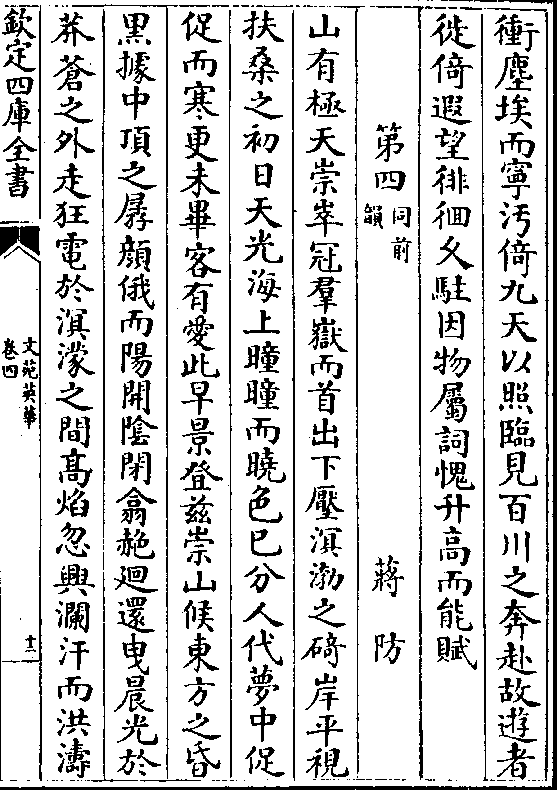 衝塵埃而寧汚倚九天以照臨見百川之奔赴故遊者
徙倚遐望徘徊久駐因物屬詞愧升高而能賦
第四同前韻 蔣防
山有極天崇崒冠羣嶽而首出下壓溟渤之碕岸平視
扶桑之初日天光海上曈曈而曉色已分人代夢中促
促而寒更未畢客有愛此早景登兹崇山候東方之昏
黑據中頂之孱顔俄而陽開陰閉翕赩廻還曳晨光於
莽蒼之外走狂電於溟濛之間髙焰忽興瀾汗而洪濤
欽定四庫全書
文苑英華
卷四
十二